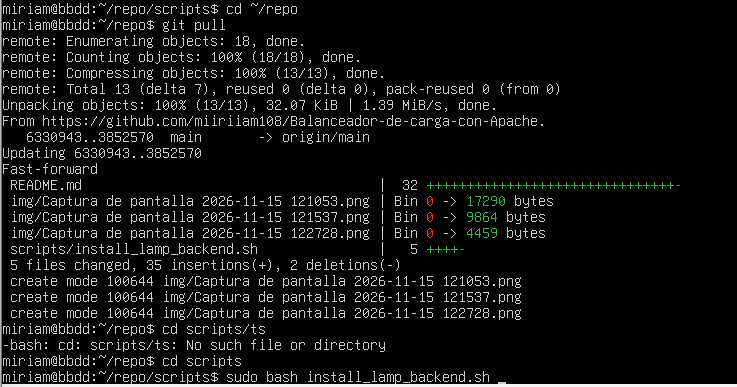 miriam@bbdd:~/repo/scripts$ cd ~/repo
miriam@bbdd:~/repo$ git pull
remote: Enumerating objects: 18, done.
remote: Counting objects: 100% (18/18), done.
remote: Compressing objects: 100% (13/13), done.
remote: Total 13 (delta 7), reused 0 (delta 0), pack-reused 0 (from 0)
Unpacking objects: 100% (13/13), 32.07 KiB | 1.39 MiB/s, done.
From https://github.com/miiriiam108/Balanceador-de-carga-con-Apache.
   6330943..3852570  main       -> origin/main
Updating 6330943..3852570
Fast-forward
 README.md                                     |  32 +++++++++++++++++++++++++++++++-
 img/Captura de pantalla 2026-11-15 121053.png | Bin 0 -> 17290 bytes
 img/Captura de pantalla 2026-11-15 121537.png | Bin 0 -> 9864 bytes
 img/Captura de pantalla 2026-11-15 122728.png | Bin 0 -> 4459 bytes
 scripts/install_lamp_backend.sh               |   5 ++++-
 5 files changed, 35 insertions(+), 2 deletions(-)
 create mode 100644 img/Captura de pantalla 2026-11-15 121053.png
 create mode 100644 img/Captura de pantalla 2026-11-15 121537.png
 create mode 100644 img/Captura de pantalla 2026-11-15 122728.png
miriam@bbdd:~/repo$ cd scripts/ts
-bash: cd: scripts/ts: No such file or directory
miriam@bbdd:~/repo$ cd scripts
miriam@bbdd:~/repo/scripts$ sudo bash install_lamp_backend.sh _